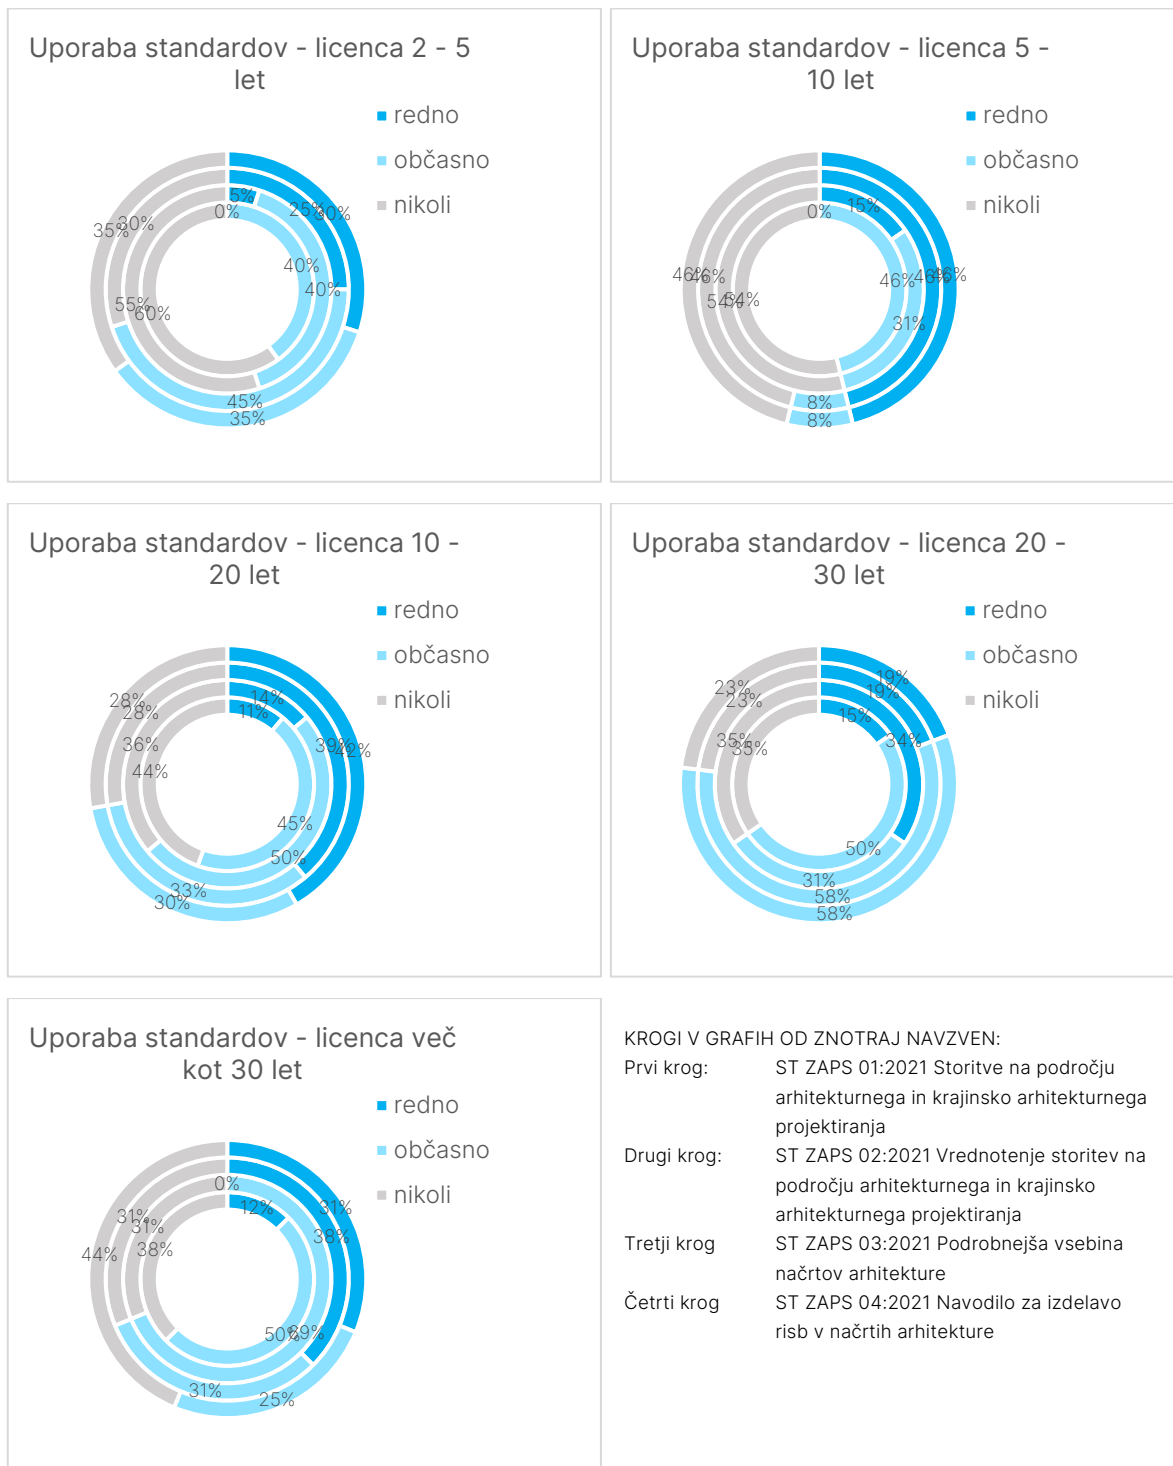 Uporaba standardov - licenca 2 - 5
let
redno
občasno
nikoli
5%
25%
30%
0%
35%
30%
40%
40%
55%
60%
45%
35%
Uporaba standardov - licenca 5 -
10 let
redno
občasno
nikoli
0%
15%
46%
46%
46%
46%
46%
54%
54%
31%
8%
8%
Uporaba standardov - licenca 10 -
20 let
redno
občasno
nikoli
28%
28%
14%
11%
36%
39%
42%
44%
45%
50%
33%
30%
Uporaba standardov - licenca 20 -
30 let
redno
občasno
nikoli
19%
19%
23%
23%
15%
35%
35%
34%
50%
31%
58%
58%
Uporaba standardov - licenca več
kot 30 let
redno
občasno
nikoli
0%
12%
31%
31%
31%
38%
38%
44%
50%
69%
31%
25%
KROGI V GRAFIH OD ZNOTRAJ NAVZVEN:
Prvi krog: ST ZAPS 01:2021 Storitve na področju
arhitekturnega in krajinsko arhitekturnega
projektiranja
Drugi krog: ST ZAPS 02:2021 Vrednotenje storitev na
področju arhitekturnega in krajinsko
arhitekturnega projektiranja
Tretji krog ST ZAPS 03:2021 Podrobnejša vsebina
načrtov arhitekture
Četrti krog ST ZAPS 04:2021 Navodilo za izdelavo
risb v načrtih arhitekture